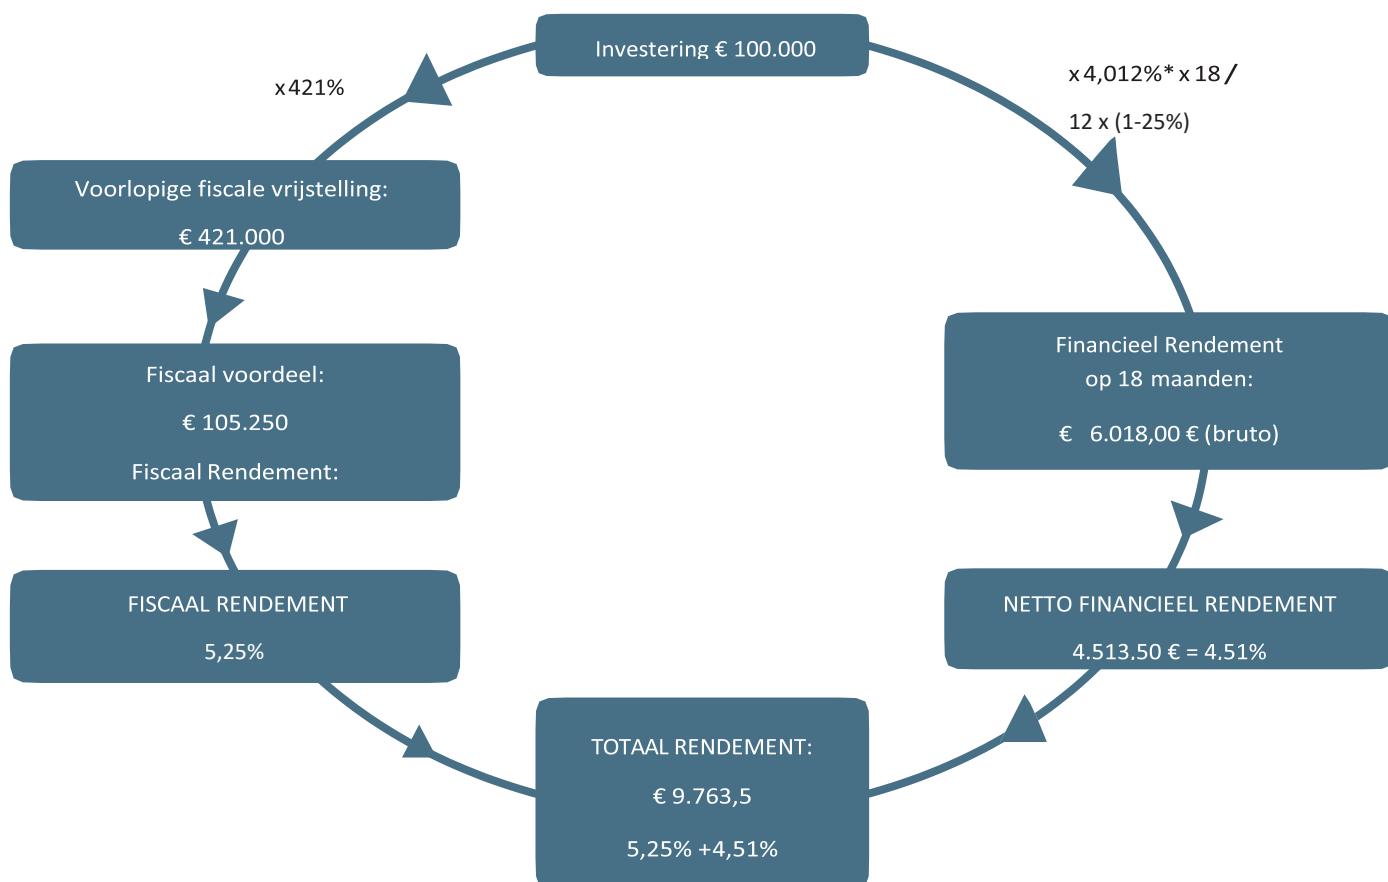 Investering € 100.000
x 421%
x 4,012%* x 18 /
12 x (1-25%)
Voorlopige fiscale vrijstelling:
€ 421.000
Fiscaal voordeel:
€ 105.250
Fiscaal Rendement:
Financieel Rendement
op 18 maanden:
€ 6.018,00 € (bruto)
FISCAAL RENDEMENT
5,25%
NETTO FINANCIEEL RENDEMENT
4.513,50 € = 4,51%
TOTAAL RENDEMENT:
€ 9.763,5
5,25% +4,51%